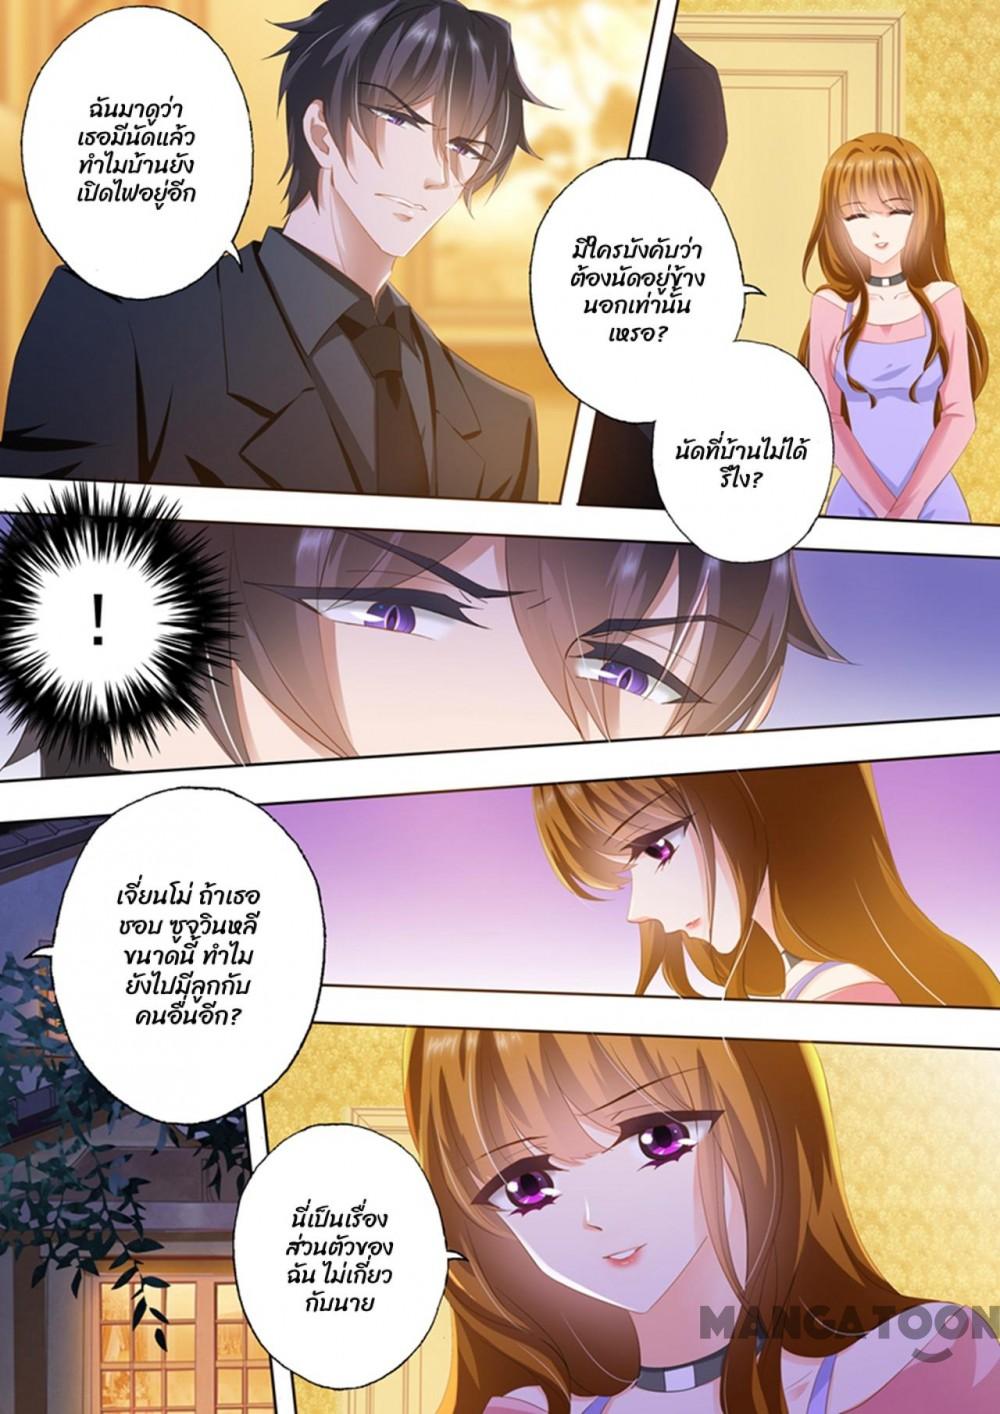 ฉันมาดูว่า
เธอมีนัดแล้ว
ทำไมบ้านยัง
เปิดไฟอยู่อีก
มีใครบังคับว่า
ต้องนัดอยู่ข้าง
นอกเท่านั้น
เหรอ?
นัดที่บ้านไม่ได้
รึไง?
!
เจี่ยนโม่ ถ้าเธอ
ชอบ ซูจวินหลี
ขนาดนี้ ทำไม
ยังไปมีลูกกับ
คนอื่นอีก?
นี่เป็นเรื่อง
ส่วนตัวของ
ฉัน ไม่เกี่ยว
กับนาย
MANGATOON